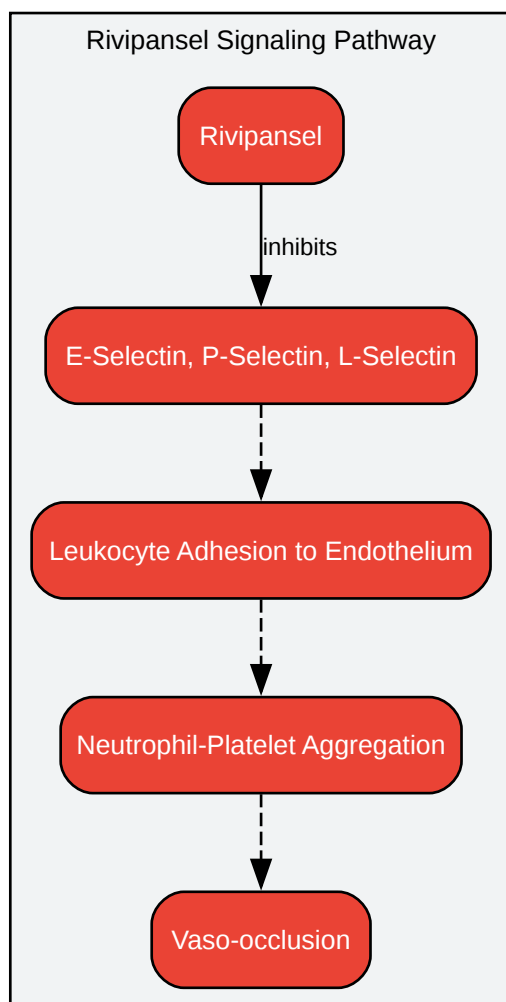 Rivipansel Signaling Pathway
Rivipansel
inhibits
E-Selectin, P-Selectin, L-Selectin
Leukocyte Adhesion to Endothelium
Neutrophil-Platelet Aggregation
Vaso-occlusion